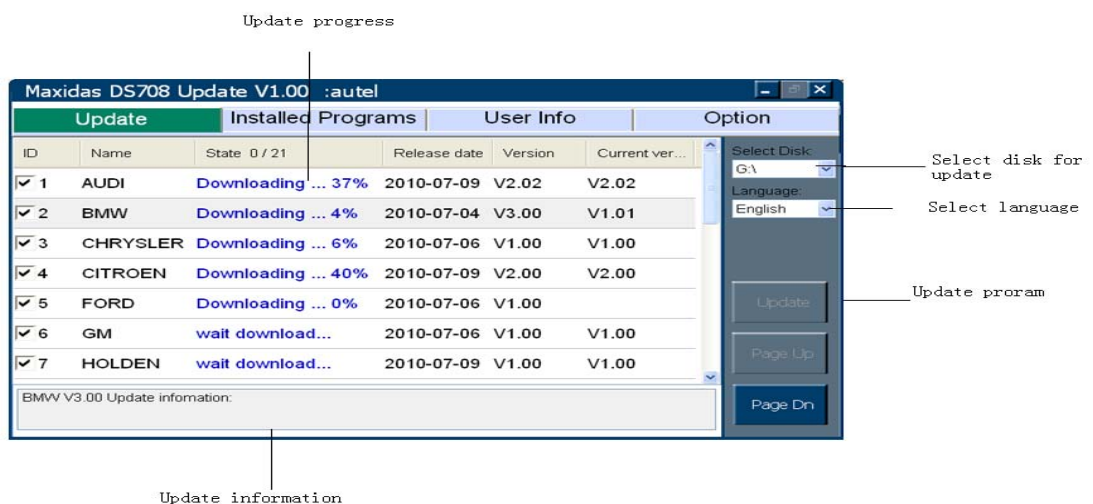 Update progress
Maxidas DS708 Update V1.00 :autel
Update Installed Programs User Info Option
ID Name State 0 / 21 Release date Version Current ver... Select Disk:
G:\
1 AUDI Downloading ... 37% 2010-07-09 V2.02 V2.02
Language:
English
2 BMW Downloading ... 4% 2010-07-04 V3.00 V1.01
3 CHRYSLER Downloading ... 6% 2010-07-06 V1.00 V1.00
4 CITROEN Downloading ... 40% 2010-07-09 V2.00 V2.00
5 FORD Downloading ... 0% 2010-07-06 V1.00
6 GM wait download... 2010-07-06 V1.00 V1.00
7 HOLDEN wait download... 2010-07-09 V1.00 V1.00
Update
Page Up
Page Dn
BMW V3.00 Update infomation:
Select disk for
update
Select language
Update proram
Update information